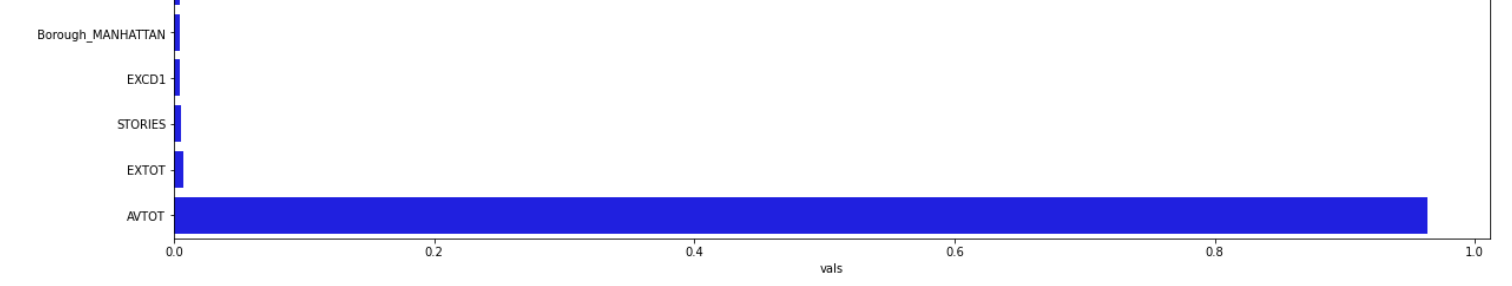 Borough_MANHATTAN
EXCD1
STORIES
EXTOT
AVTOT
0.0 0.2 0.4 0.6 0.8 1.0
vals